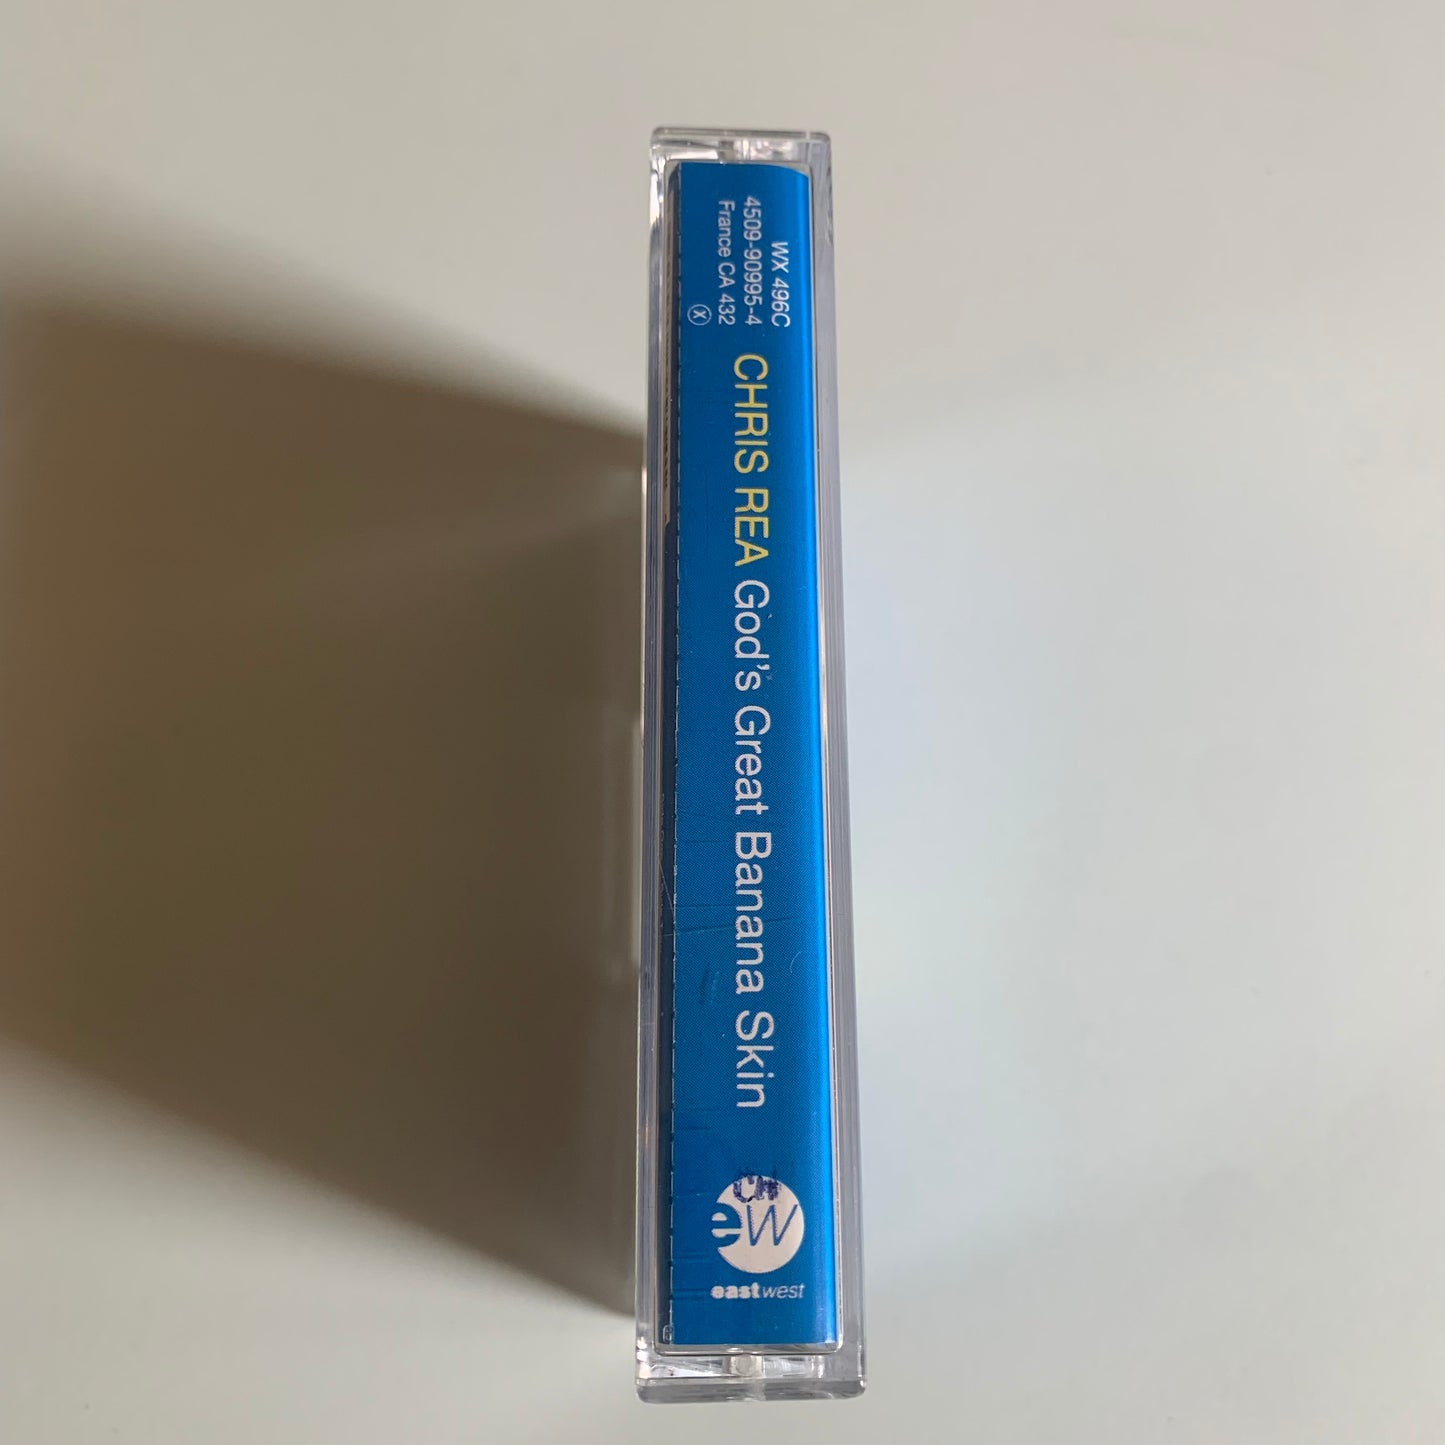 WX 496C
4509-90995-4
France CA 432
X
CHRIS REA God's Great Banana Skin
eW
eastwest